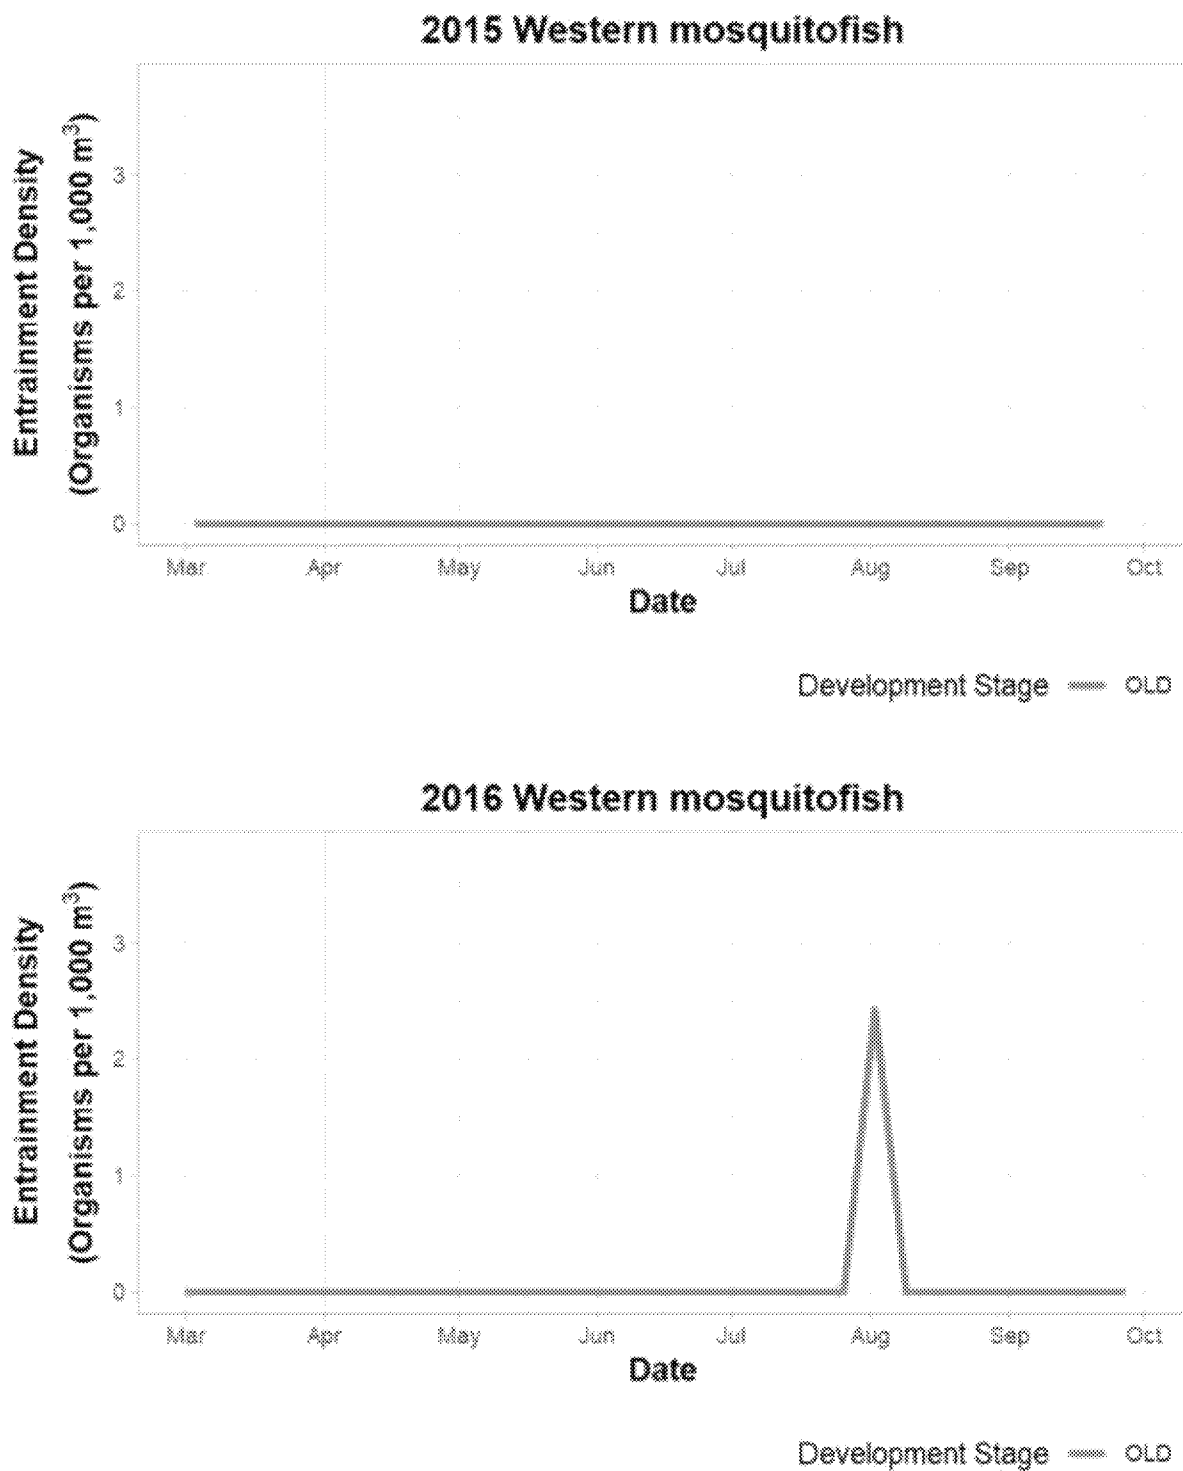 2015 Western mosquitofish
Entrainment Density
(Organisms per 1,000 m³)
3
2
1
0
Mar Apr May Jun Jul Aug Sep Oct
Date
Development Stage OLD
2016 Western mosquitofish
Entrainment Density
(Organisms per 1,000 m³)
3
2
1
0
Mar Apr May Jun Jul Aug Sep Oct
Date
Development Stage OLD